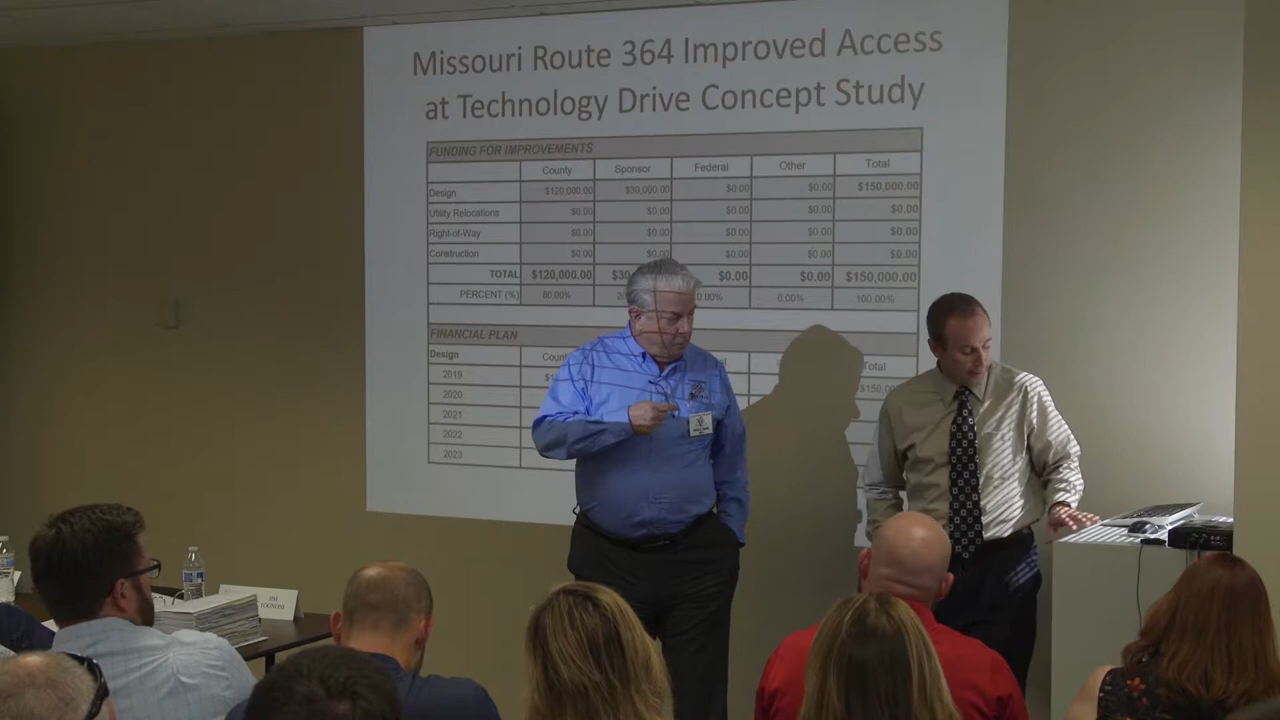 Missouri Route 364 Improved Access
at Technology Drive Concept Study
FUNDING FOR IMPROVEMENTS
County Sponsor Federal Other Total
Design $120,000.00 $30,000.00 $0.00 $0.00 $150,000.00
Utility Relocations $0.00 $0.00 $0.00 $0.00 $0.00
Right-of-Way $0.00 $0.00 $0.00 $0.00 $0.00
Construction $0.00 $0.00 $0.00 $0.00 $0.00
TOTAL $120,000.00 $30 $0.00 $0.00 $150,000.00
PERCENT (%) 80.00% 20 0.00% 0.00% 100.00%
FINANCIAL PLAN
Design Total
2019 $150
2020
2021
2022
2023
JIM
TOGNONI